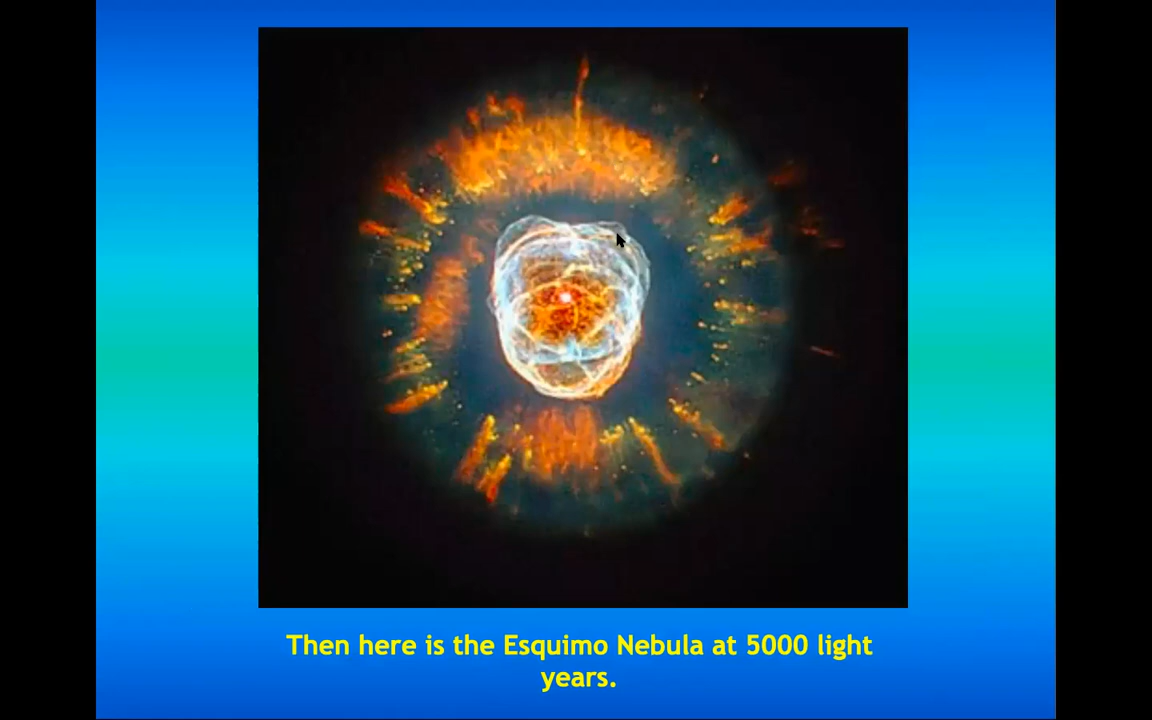 Then here is the Esquimo Nebula at 5000 light
years.